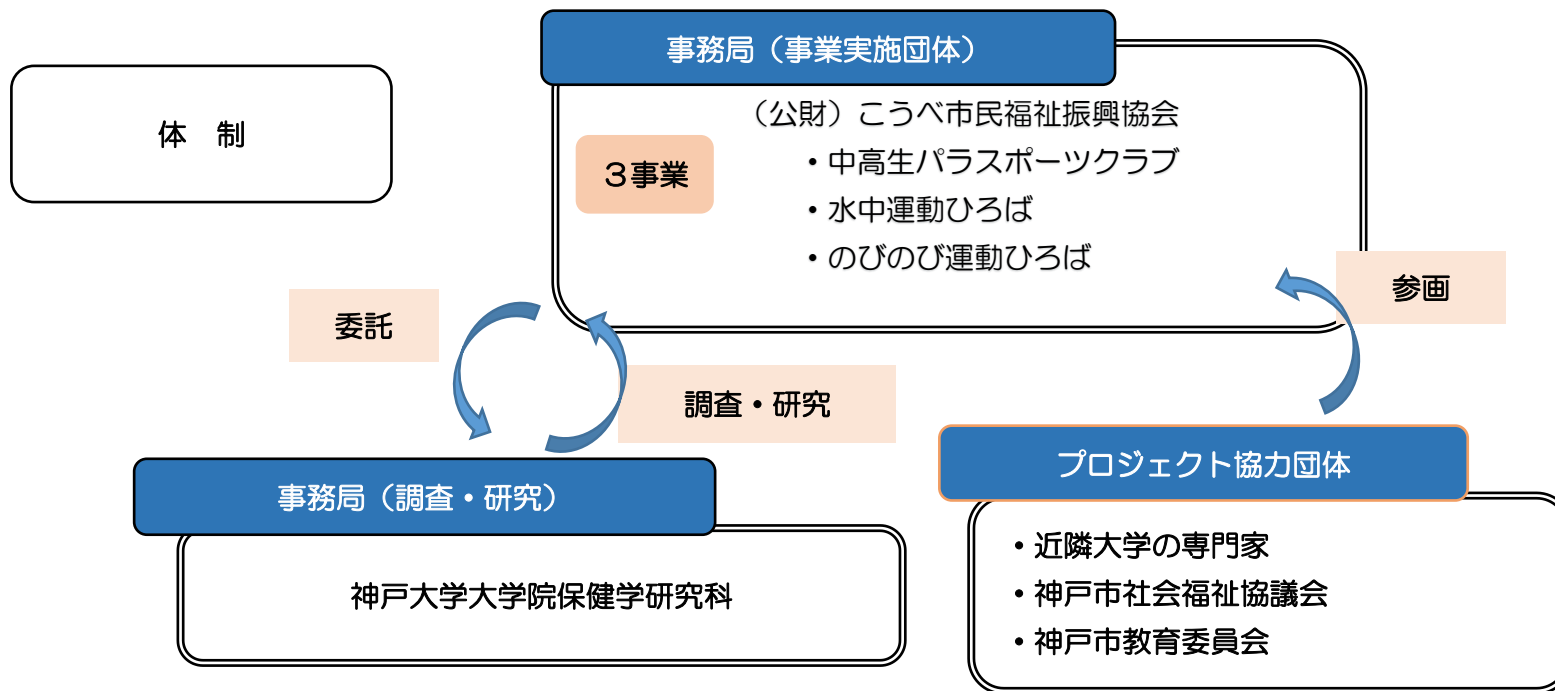 体　制
事務局（事業実施団体）
３事業
（公財）こうべ市民福祉振興協会
・中高生パラスポーツクラブ
・水中運動ひろば
・のびのび運動ひろば
委託
調査・研究
参画
事務局（調査・研究）
神戸大学大学院保健学研究科
プロジェクト協力団体
・近隣大学の専門家
・神戸市社会福祉協議会
・神戸市教育委員会